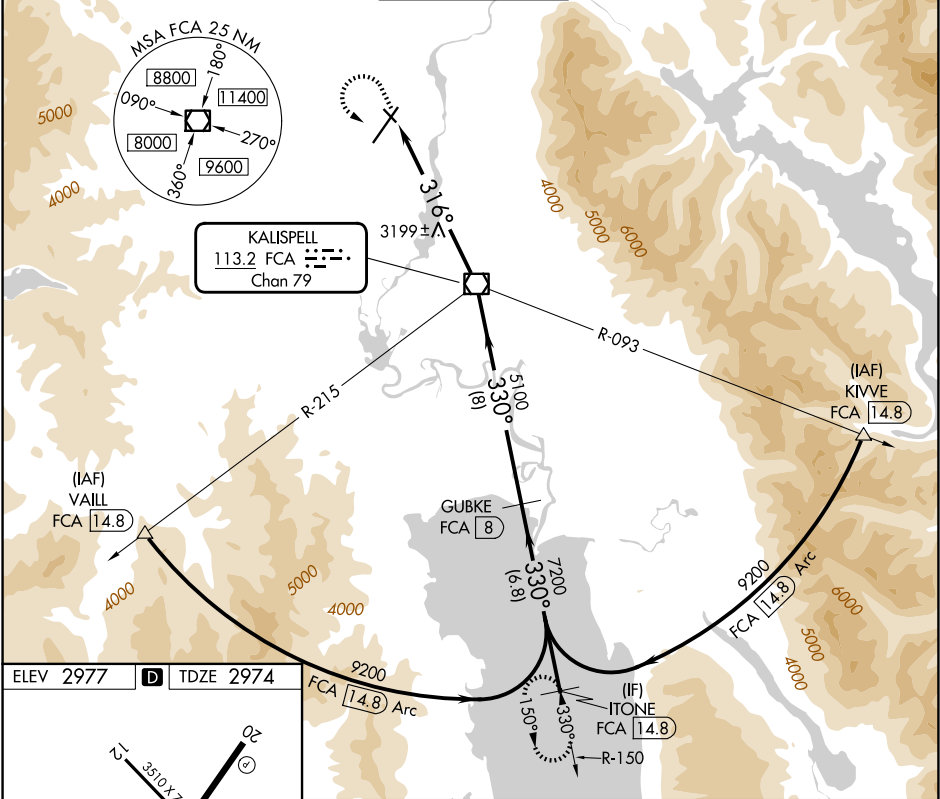 MSA FCA 25 NM
180°
8800
11400
090°
270°
8000
9600
360°
5000
4000
316°
3199±
KALISPELL
113.2 FCA
Chan 79
4000
5000
6000
R-093
R-215
(IAF)
KIVVE
FCA 14.8
5100
330°
(8)
(IAF)
VAILL
FCA 14.8
GUBKE
FCA 8
7200
330°
(6.8)
4000
5000
4000
9200
FCA 14.8 Arc
6000
5000
4000
9200
FCA 14.8 Arc
(IF)
ITONE
FCA 14.8
150°
330°
R-150
ELEV 2977 D TDZE 2974
20
P
12
3510 X